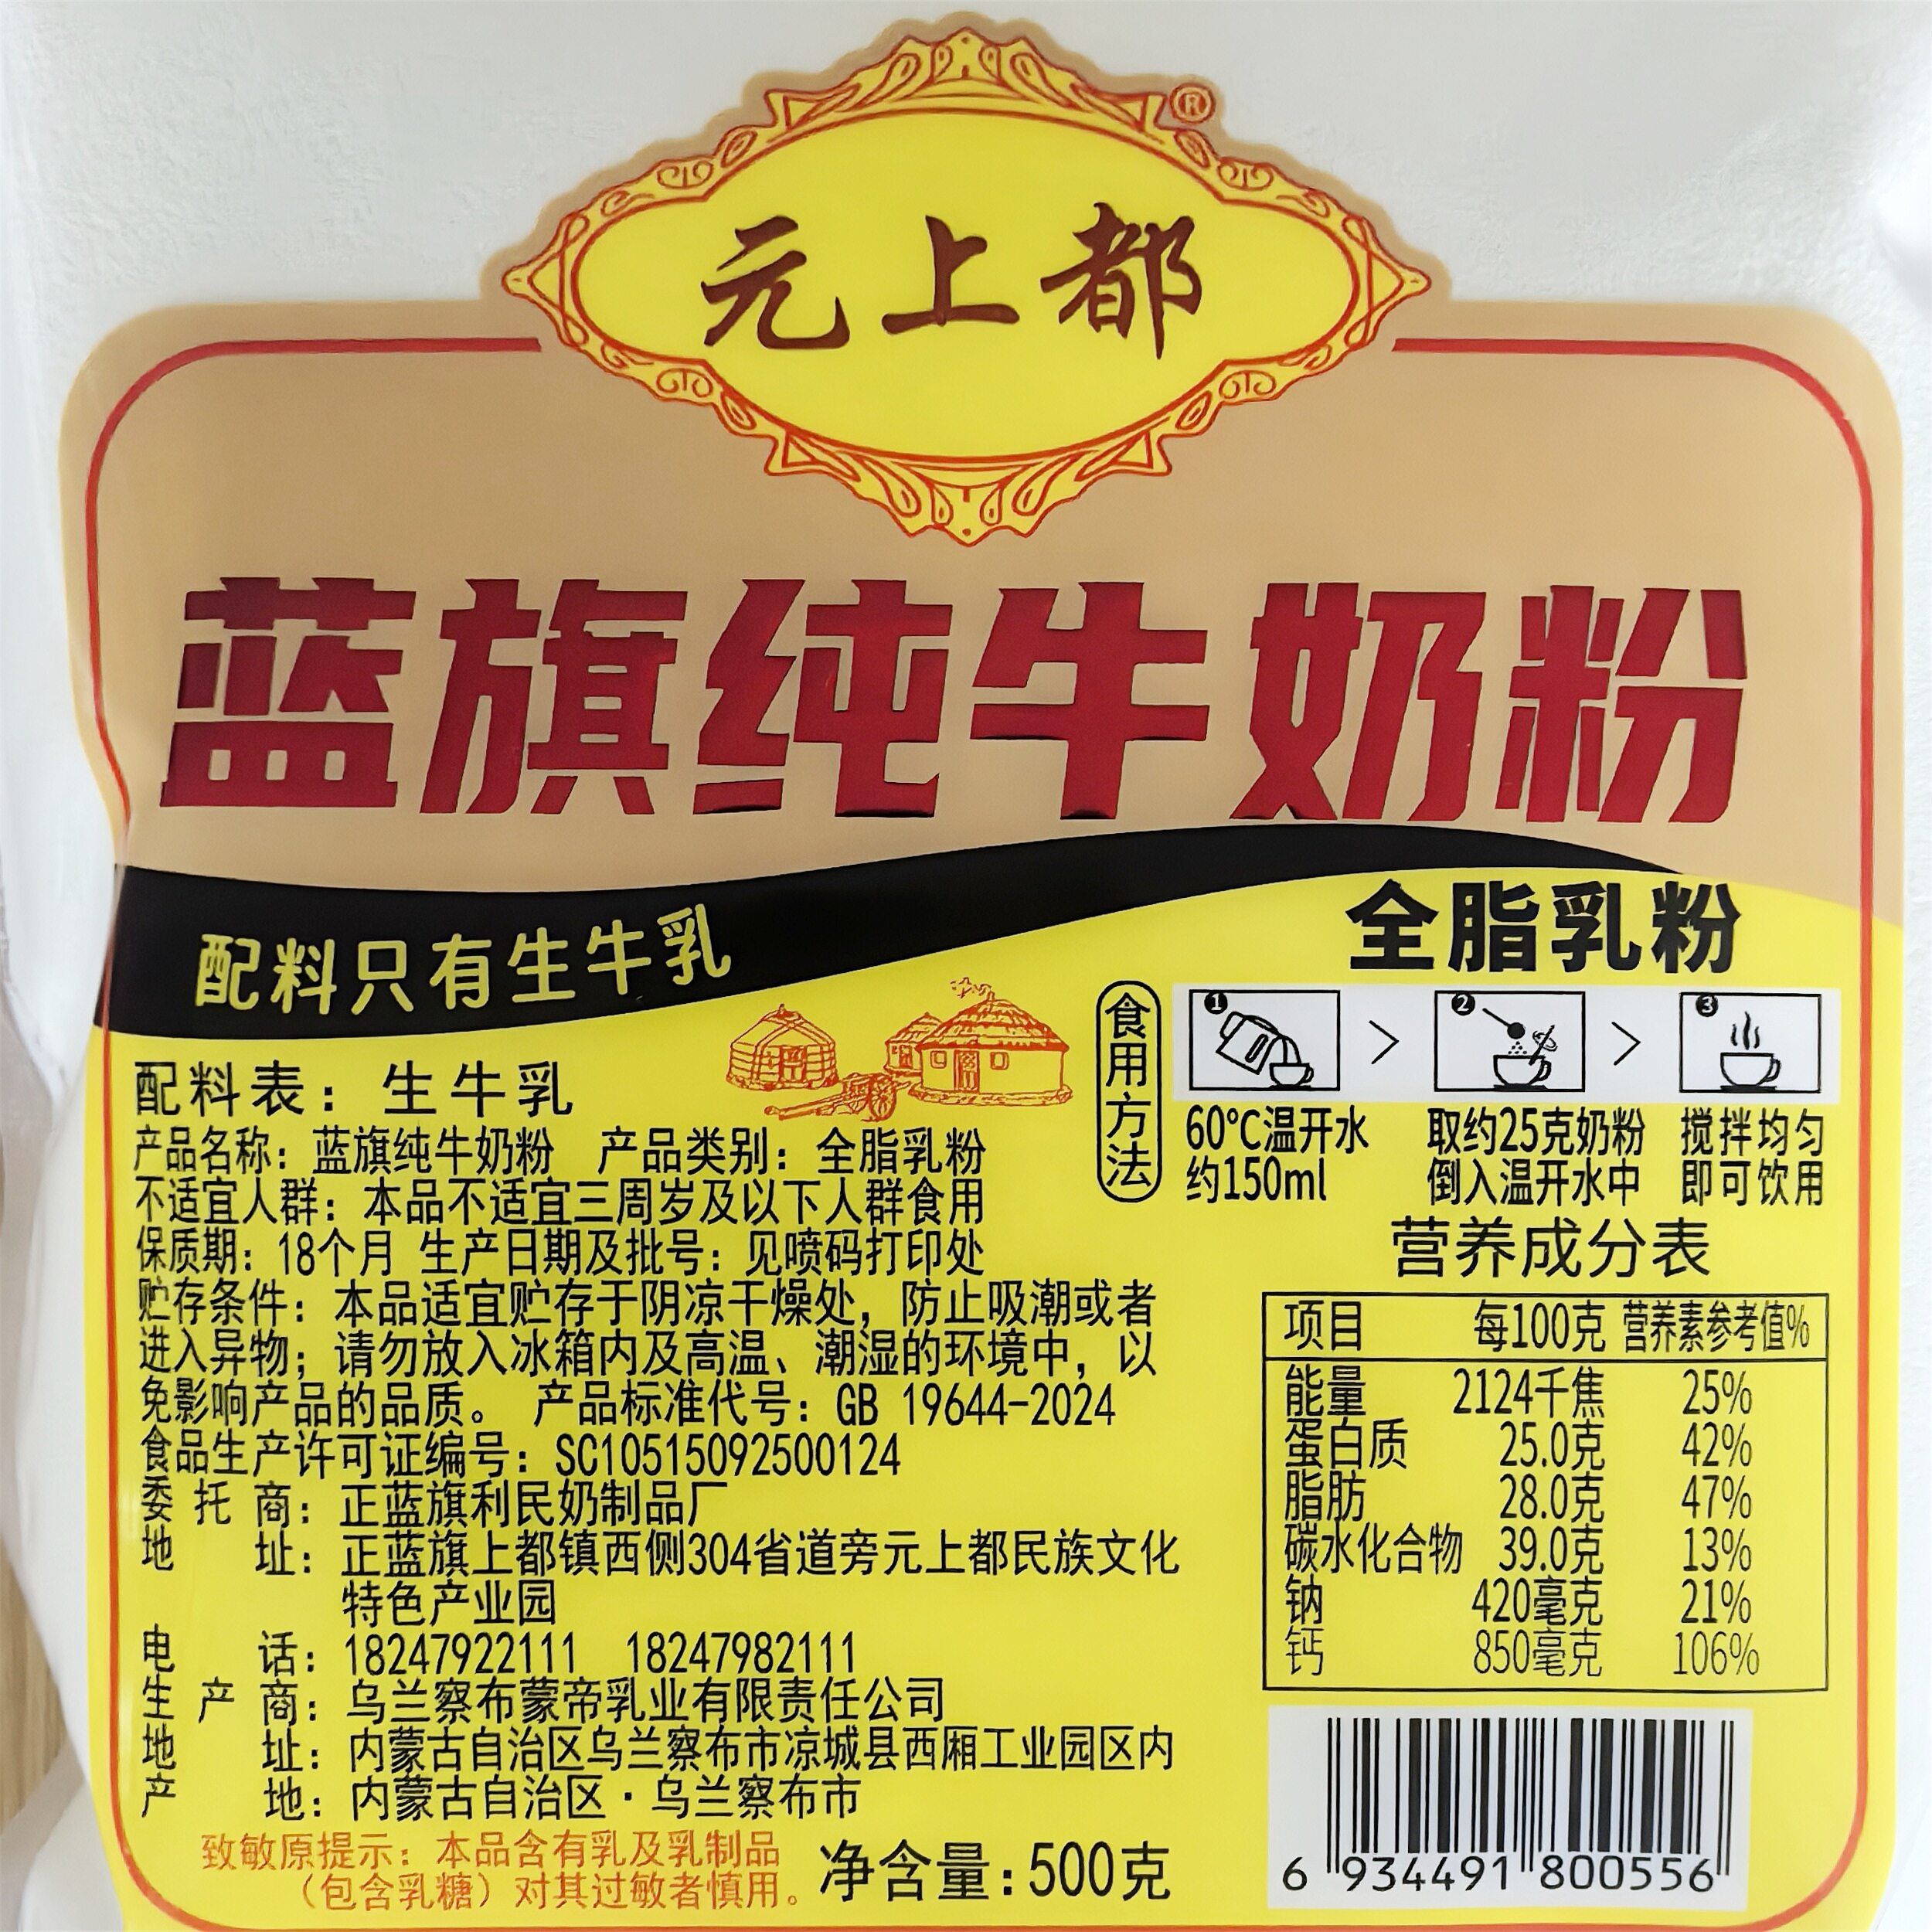 元上都
®
蓝旗纯牛奶粉
配料只有生牛乳
全脂乳粉
配料表：生牛乳
产品名称：蓝旗纯牛奶粉 产品类别：全脂乳粉
不适宜人群：本品不适宜三周岁及以下人群食用
保质期：18个月 生产日期及批号：见喷码打印处
贮存条件：本品适宜贮存于阴凉干燥处，防止吸潮或者
进入异物；请勿放入冰箱内及高温、潮湿的环境中，以
免影响产品的品质。 产品标准代号：GB 19644-2024
食品生产许可证编号：SC10515092500124
委托商：正蓝旗利民奶制品厂
地址：正蓝旗上都镇西侧304省道旁元上都民族文化
特色产业园
电话：18247922111 18247982111
生产商：乌兰察布蒙帝乳业有限责任公司
地址：内蒙古自治区乌兰察布市凉城县西厢工业园区内
产地：内蒙古自治区·乌兰察布市
致敏原提示：本品含有乳及乳制品
（包含乳糖）对其过敏者慎用。
净含量：500克
食用方法
1 > 2 > 3
60℃温开水 取约25克奶粉 搅拌均匀
约150ml 倒入温开水中 即可饮用
营养成分表
项目 每100克 营养素参考值%
能量 2124千焦 25%
蛋白质 25.0克 42%
脂肪 28.0克 47%
碳水化合物 39.0克 13%
钠 420毫克 21%
钙 850毫克 106%
6 934491 800556